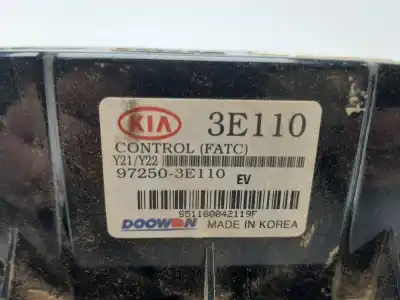 KIA 3E110
CONTROL (FATC)
Y21/Y22
97250-3E110 EV
951180042119F
DOOWON MADE IN KOREA